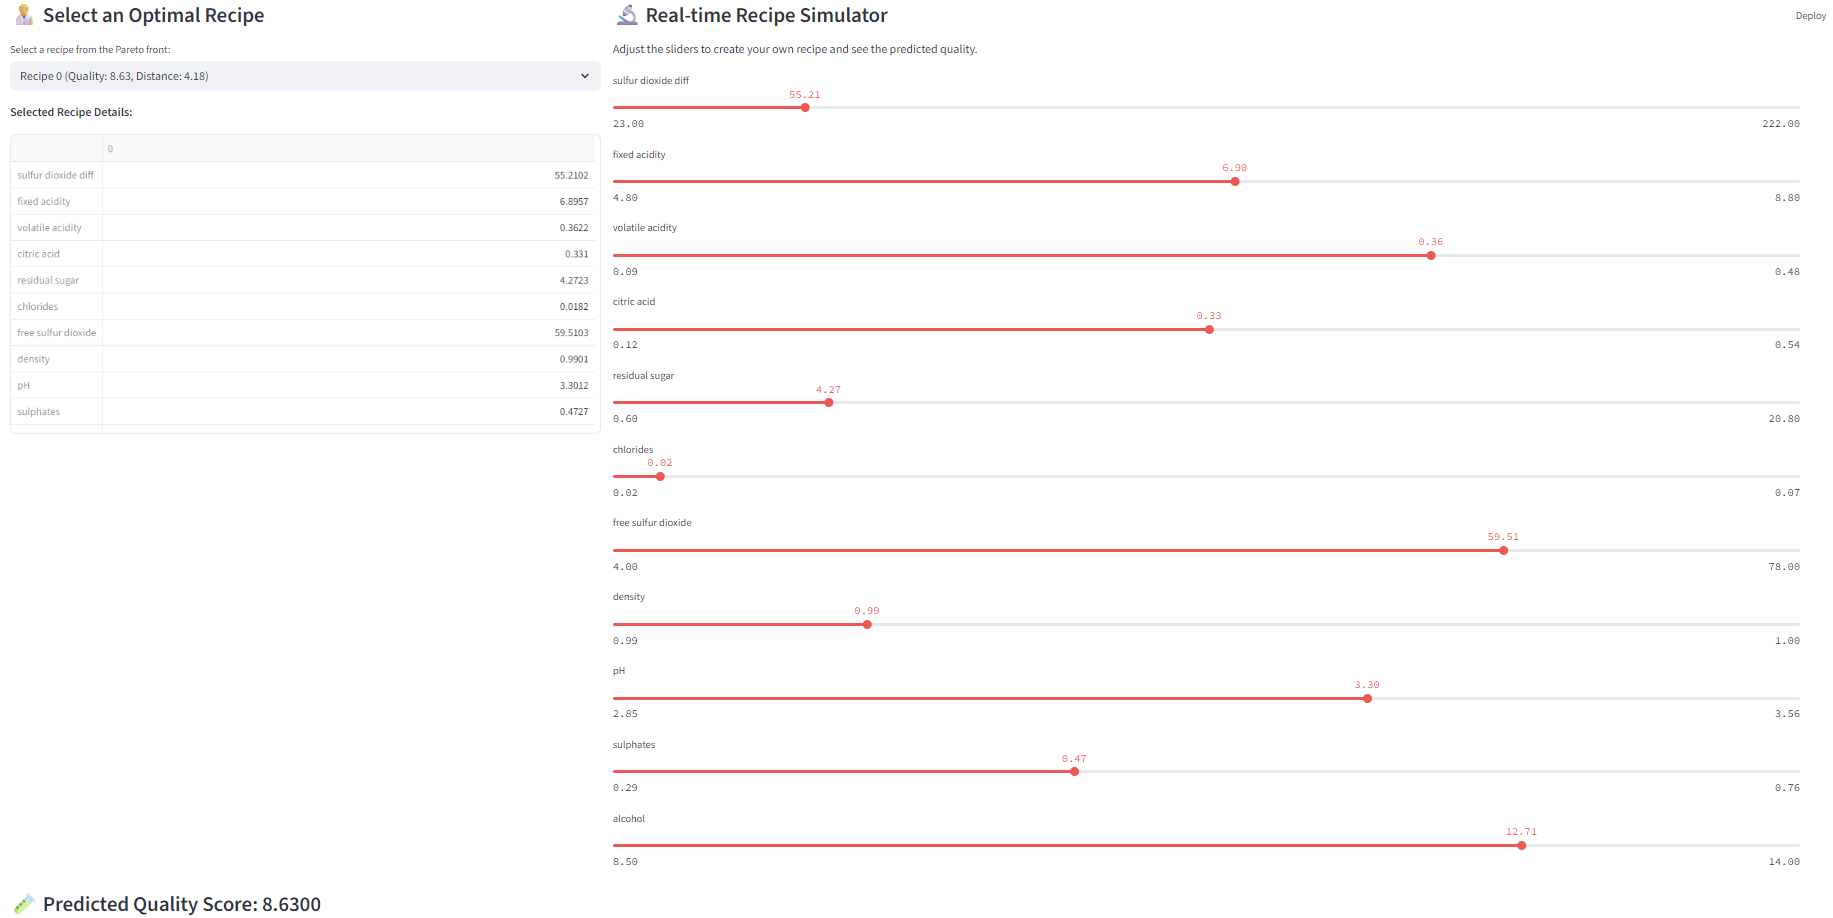 Select an Optimal Recipe
Select a recipe from the Pareto front:
Recipe 0 (Quality: 8.63, Distance: 4.18)
Selected Recipe Details:
0
sulfur dioxide diff 55.2102
fixed acidity 6.8957
volatile acidity 0.3622
citric acid 0.331
residual sugar 4.2723
chlorides 0.0182
free sulfur dioxide 59.5103
density 0.9901
pH 3.3012
sulphates 0.4727
Real-time Recipe Simulator
Deploy
Adjust the sliders to create your own recipe and see the predicted quality.
sulfur dioxide diff
55.21
23.00 222.00
fixed acidity
6.90
4.80 8.80
volatile acidity
0.36
0.09 0.48
citric acid
0.33
0.12 0.54
residual sugar
4.27
0.60 20.80
chlorides
0.02
0.02 0.07
free sulfur dioxide
59.51
4.00 78.00
density
0.99
0.99 1.00
pH
3.30
2.85 3.56
sulphates
0.47
0.29 0.76
alcohol
12.71
8.50 14.00
Predicted Quality Score: 8.6300